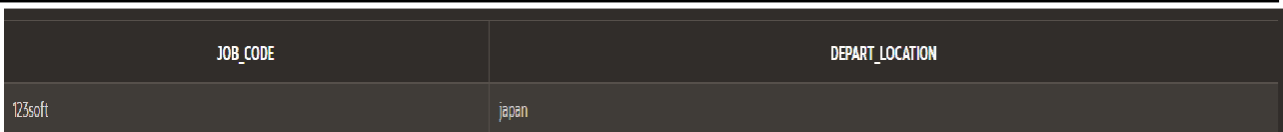 JOB_CODE DEPART_LOCATION
123soft japan